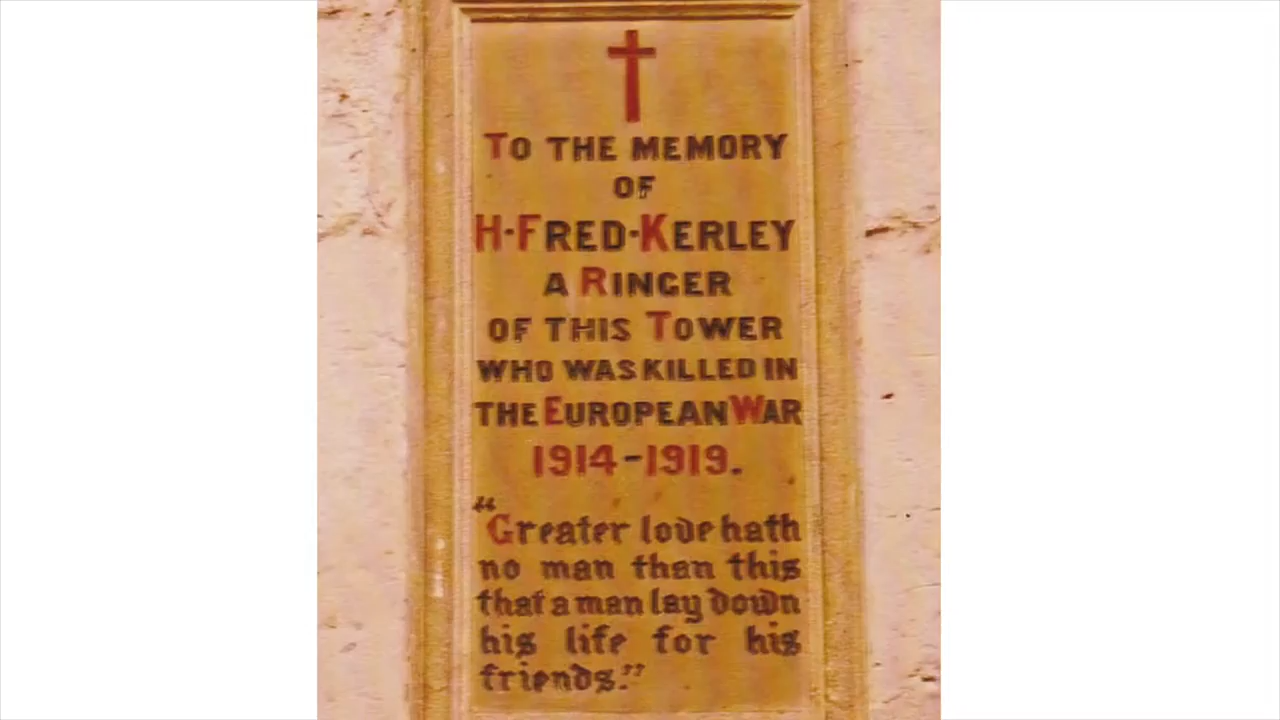 TO THE MEMORY
OF
H·FRED·KERLEY
A RINGER
OF THIS TOWER
WHO WAS KILLED IN
THE EUROPEAN WAR
1914-1919.
"Greater love hath
no man than this
that a man lay down
his life for his
friends."